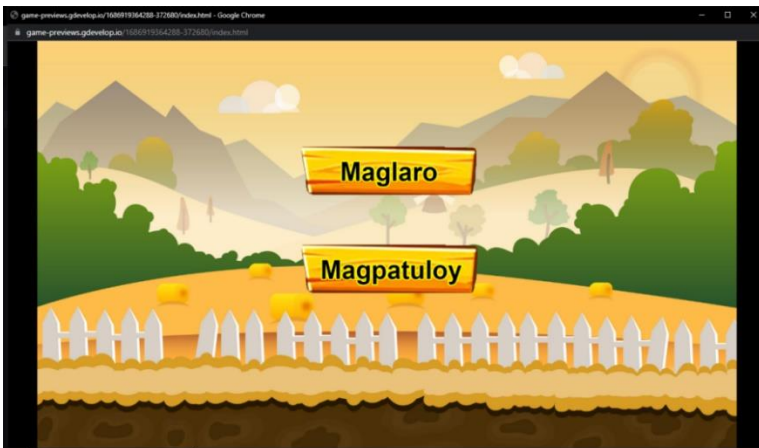 game-previews.gdevelop.io/1686919364288-372680/index.html - Google Chrome
game-previews.gdevelop.io/1686919364288-372680/index.html
Maglaro
Magpatuloy